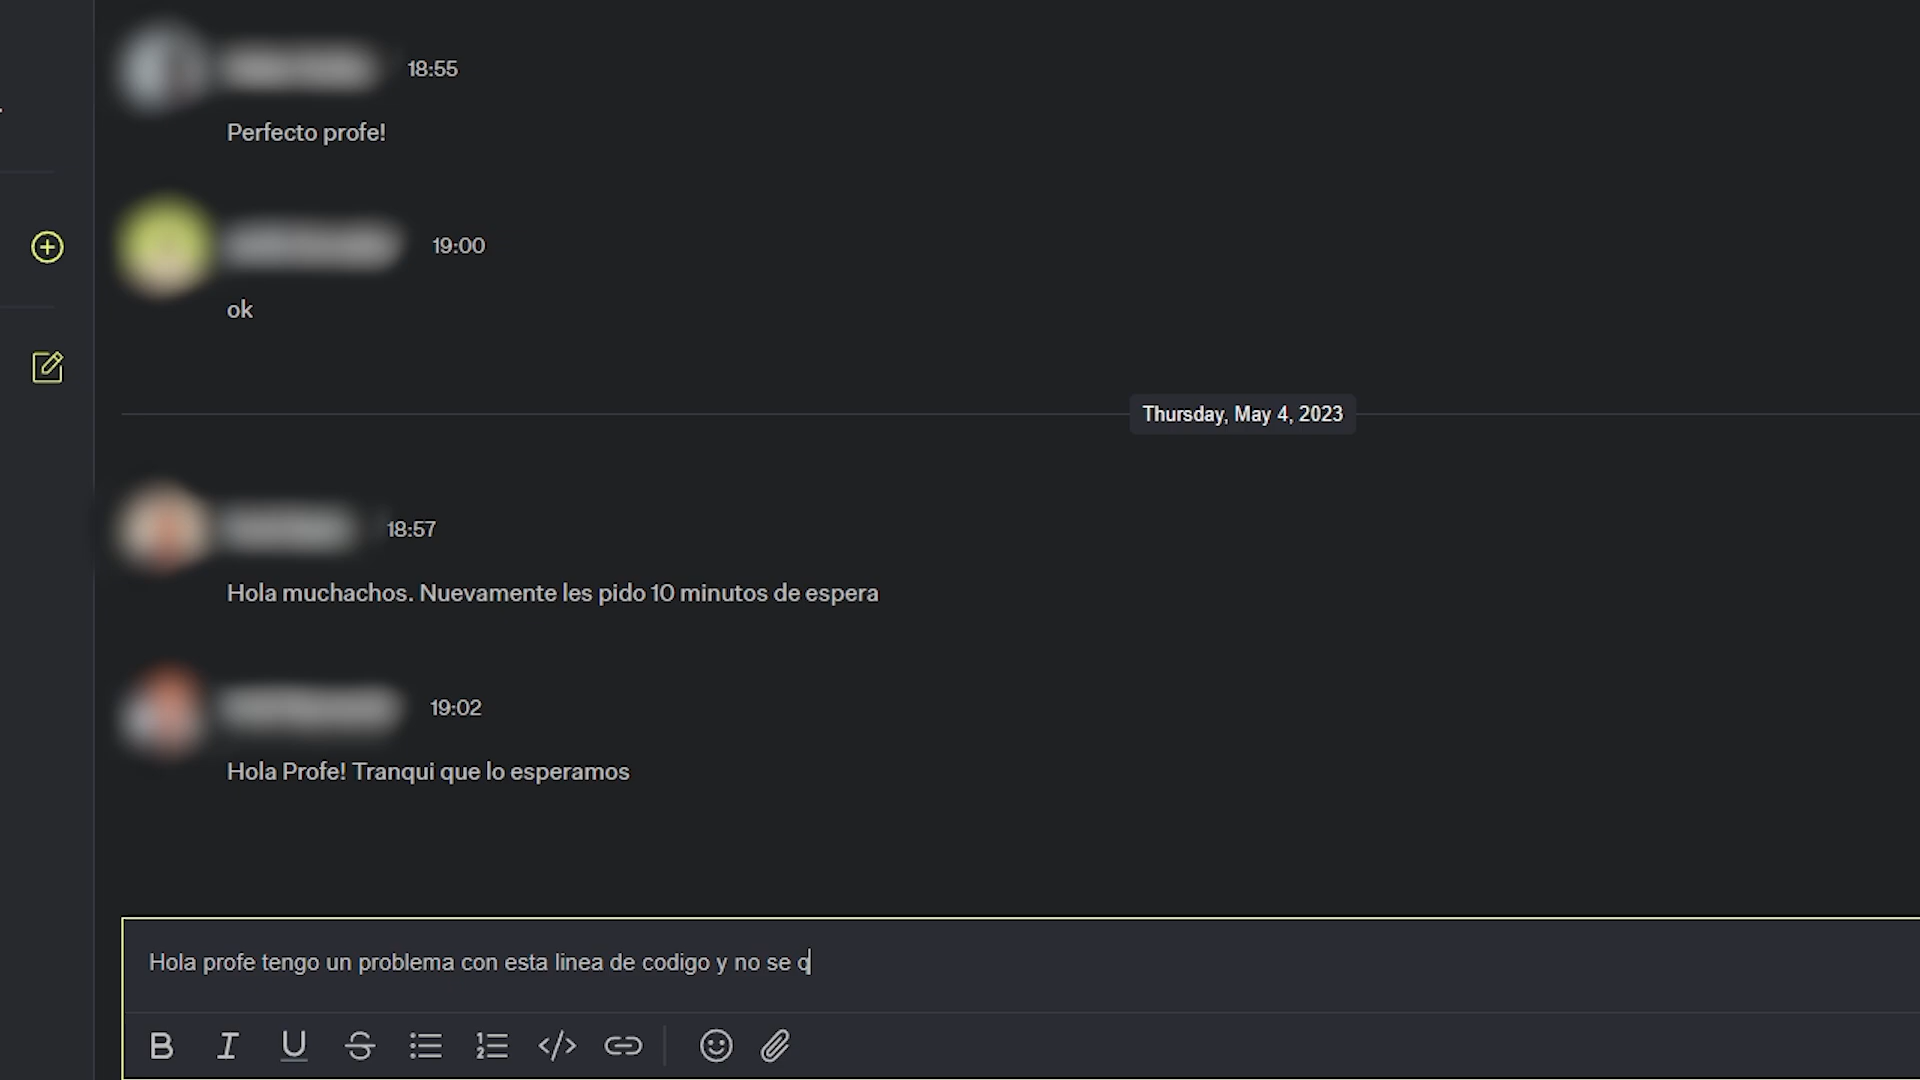 18:55
Perfecto profe!
19:00
ok
Thursday, May 4, 2023
18:57
Hola muchachos. Nuevamente les pido 10 minutos de espera
19:02
Hola Profe! Tranqui que lo esperamos
Hola profe tengo un problema con esta linea de codigo y no se q